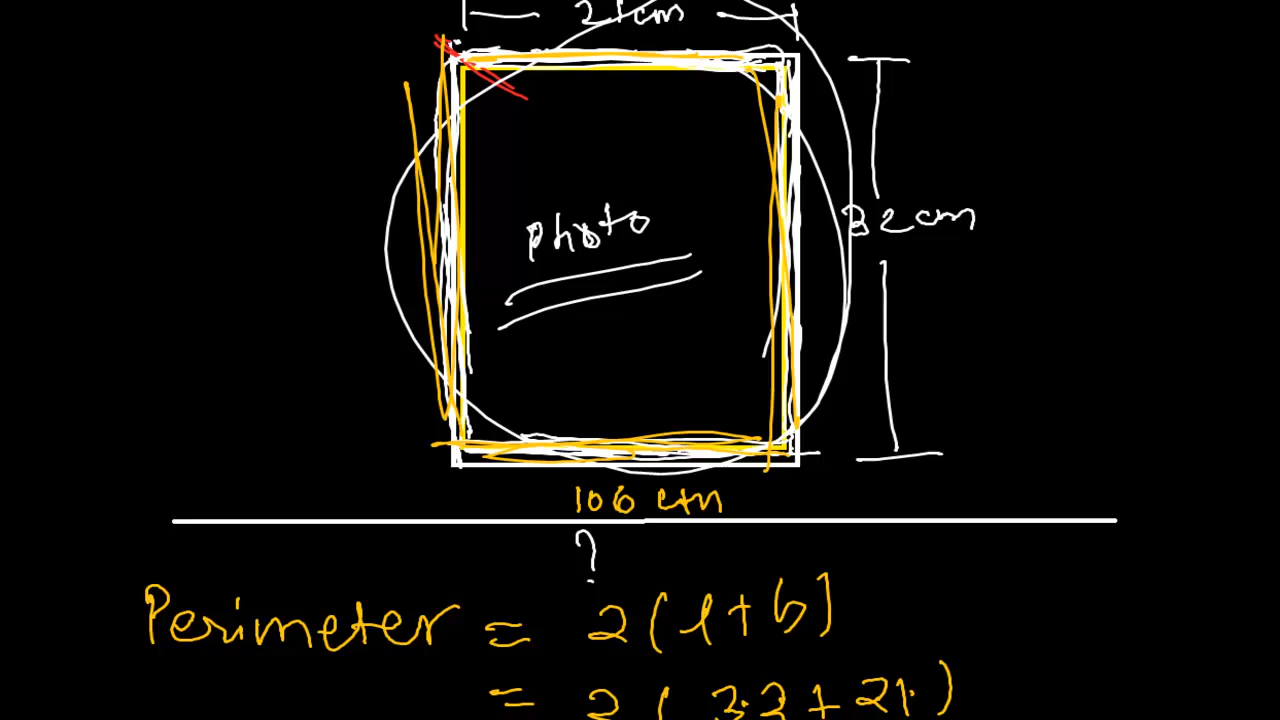 21cm
photo
32cm
106 cm
?
Perimeter = 2(l+b)
= 2(32+21)